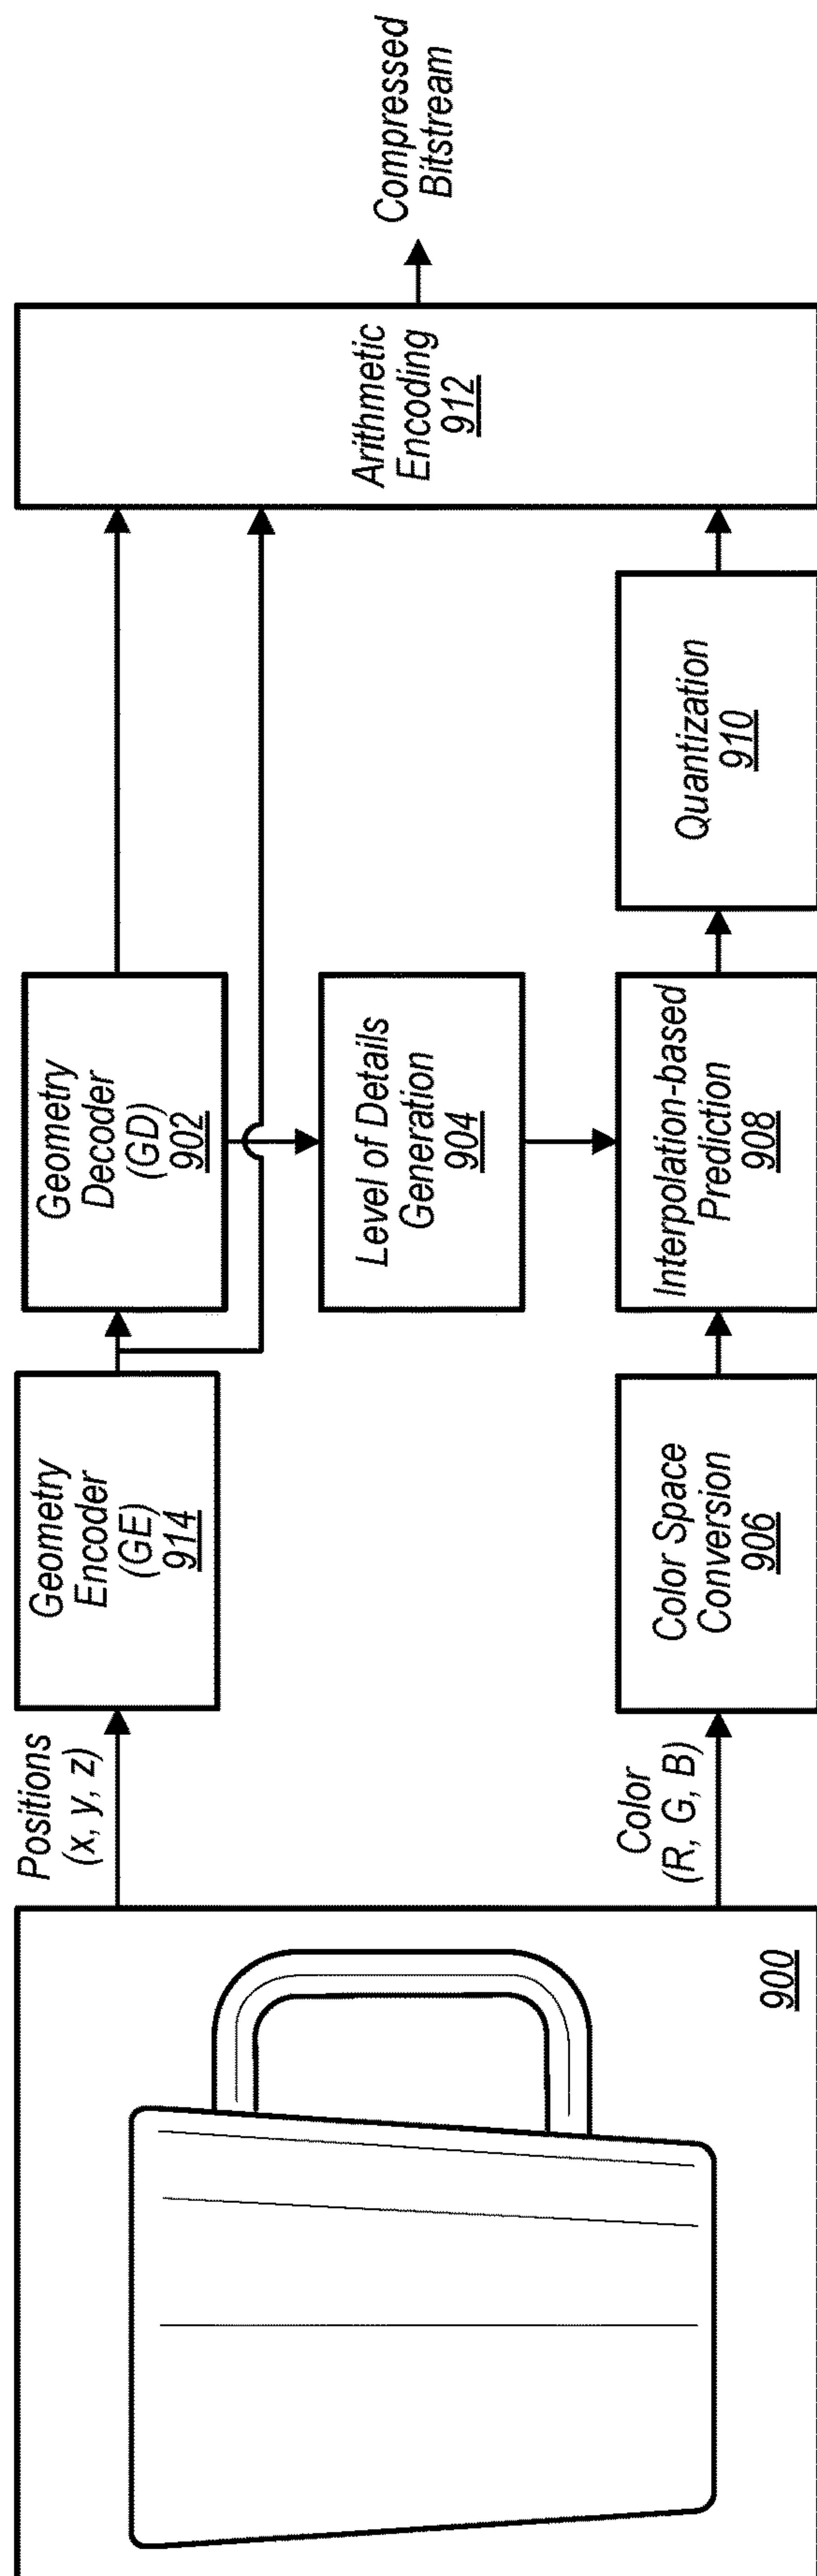 900
Positions
(x, y, z)
Color
(R, G, B)
Geometry
Encoder
(GE)
914
Color Space
Conversion
906
Geometry
Decoder
(GD)
902
Level of Details
Generation
904
Interpolation-based
Prediction
908
Quantization
910
Arithmetic
Encoding
912
Compressed
Bitstream